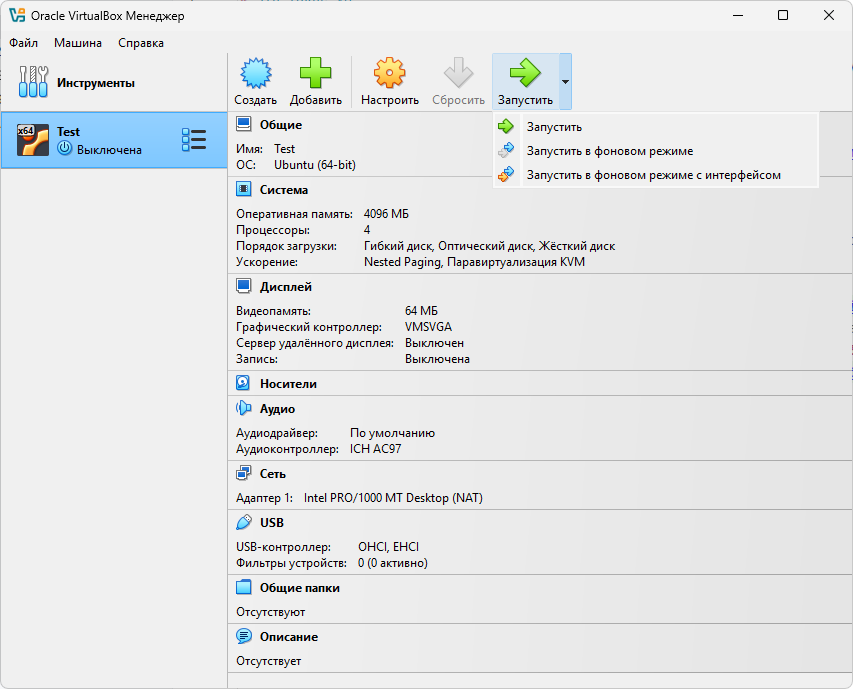 Oracle VirtualBox Менеджер
Файл Машина Справка
Инструменты
Создать Добавить Настроить Сбросить Запустить
x64
Test
Выключена
Запустить
Запустить в фоновом режиме
Запустить в фоновом режиме с интерфейсом
Общие
Имя: Test
ОС: Ubuntu (64-bit)
Система
Оперативная память: 4096 МБ
Процессоры: 4
Порядок загрузки: Гибкий диск, Оптический диск, Жёсткий диск
Ускорение: Nested Paging, Паравиртуализация KVM
Дисплей
Видеопамять: 64 МБ
Графический контроллер: VMSVGA
Сервер удалённого дисплея: Выключен
Запись: Выключена
Носители
Аудио
Аудиодрайвер: По умолчанию
Аудиоконтроллер: ICH AC97
Сеть
Адаптер 1: Intel PRO/1000 MT Desktop (NAT)
USB
USB-контроллер: OHCI, EHCI
Фильтры устройств: 0 (0 активно)
Общие папки
Отсутствуют
Описание
Отсутствует